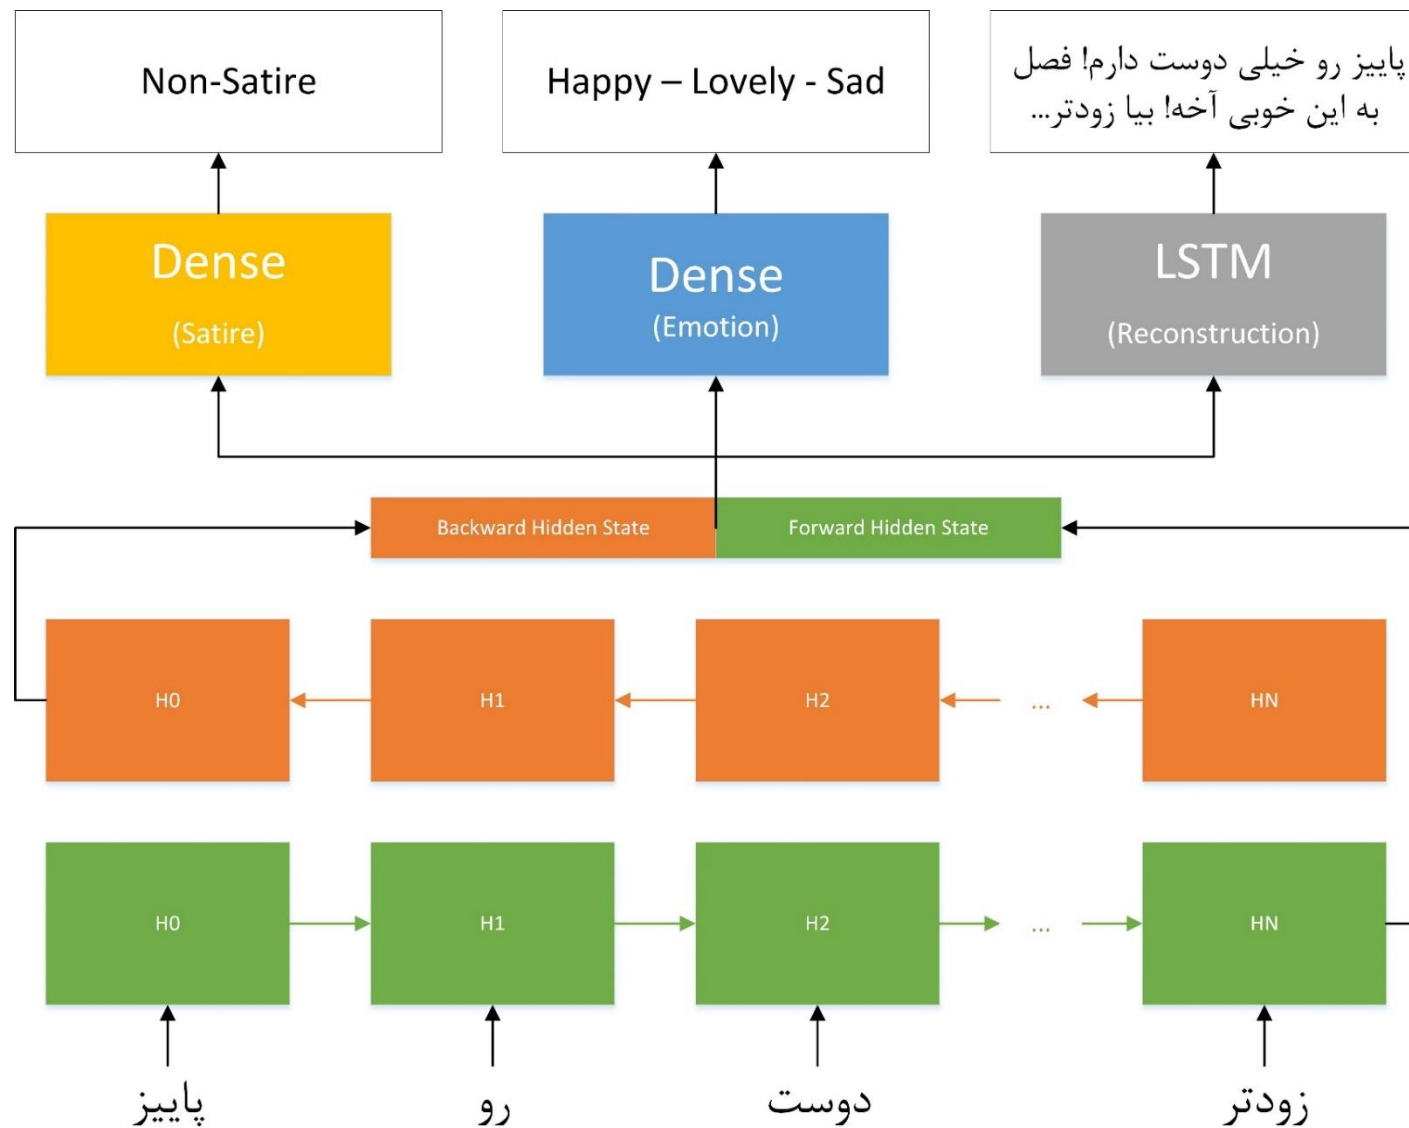 Non-Satire
Happy – Lovely - Sad
پاییز رو خیلی دوست دارم! فصل
به این خوبی آخه! بیا زودتر...
Dense
(Satire)
Dense
(Emotion)
LSTM
(Reconstruction)
Backward Hidden State
Forward Hidden State
H0
H1
H2
...
HN
H0
H1
H2
...
HN
پاییز
رو
دوست
زودتر